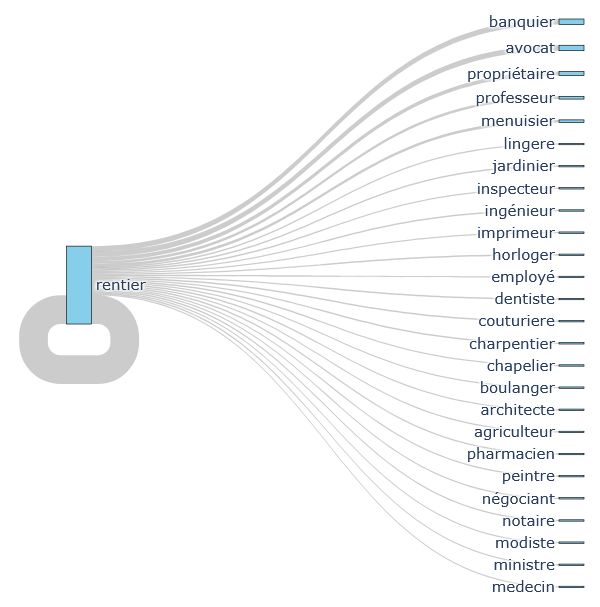 banquier
avocat
propriétaire
professeur
menuisier
lingere
jardinier
inspecteur
ingénieur
imprimeur
horloger
employé
rentier
dentiste
couturiere
charpentier
chapelier
boulanger
architecte
agriculteur
pharmacien
peintre
négociant
notaire
modiste
ministre
medecin